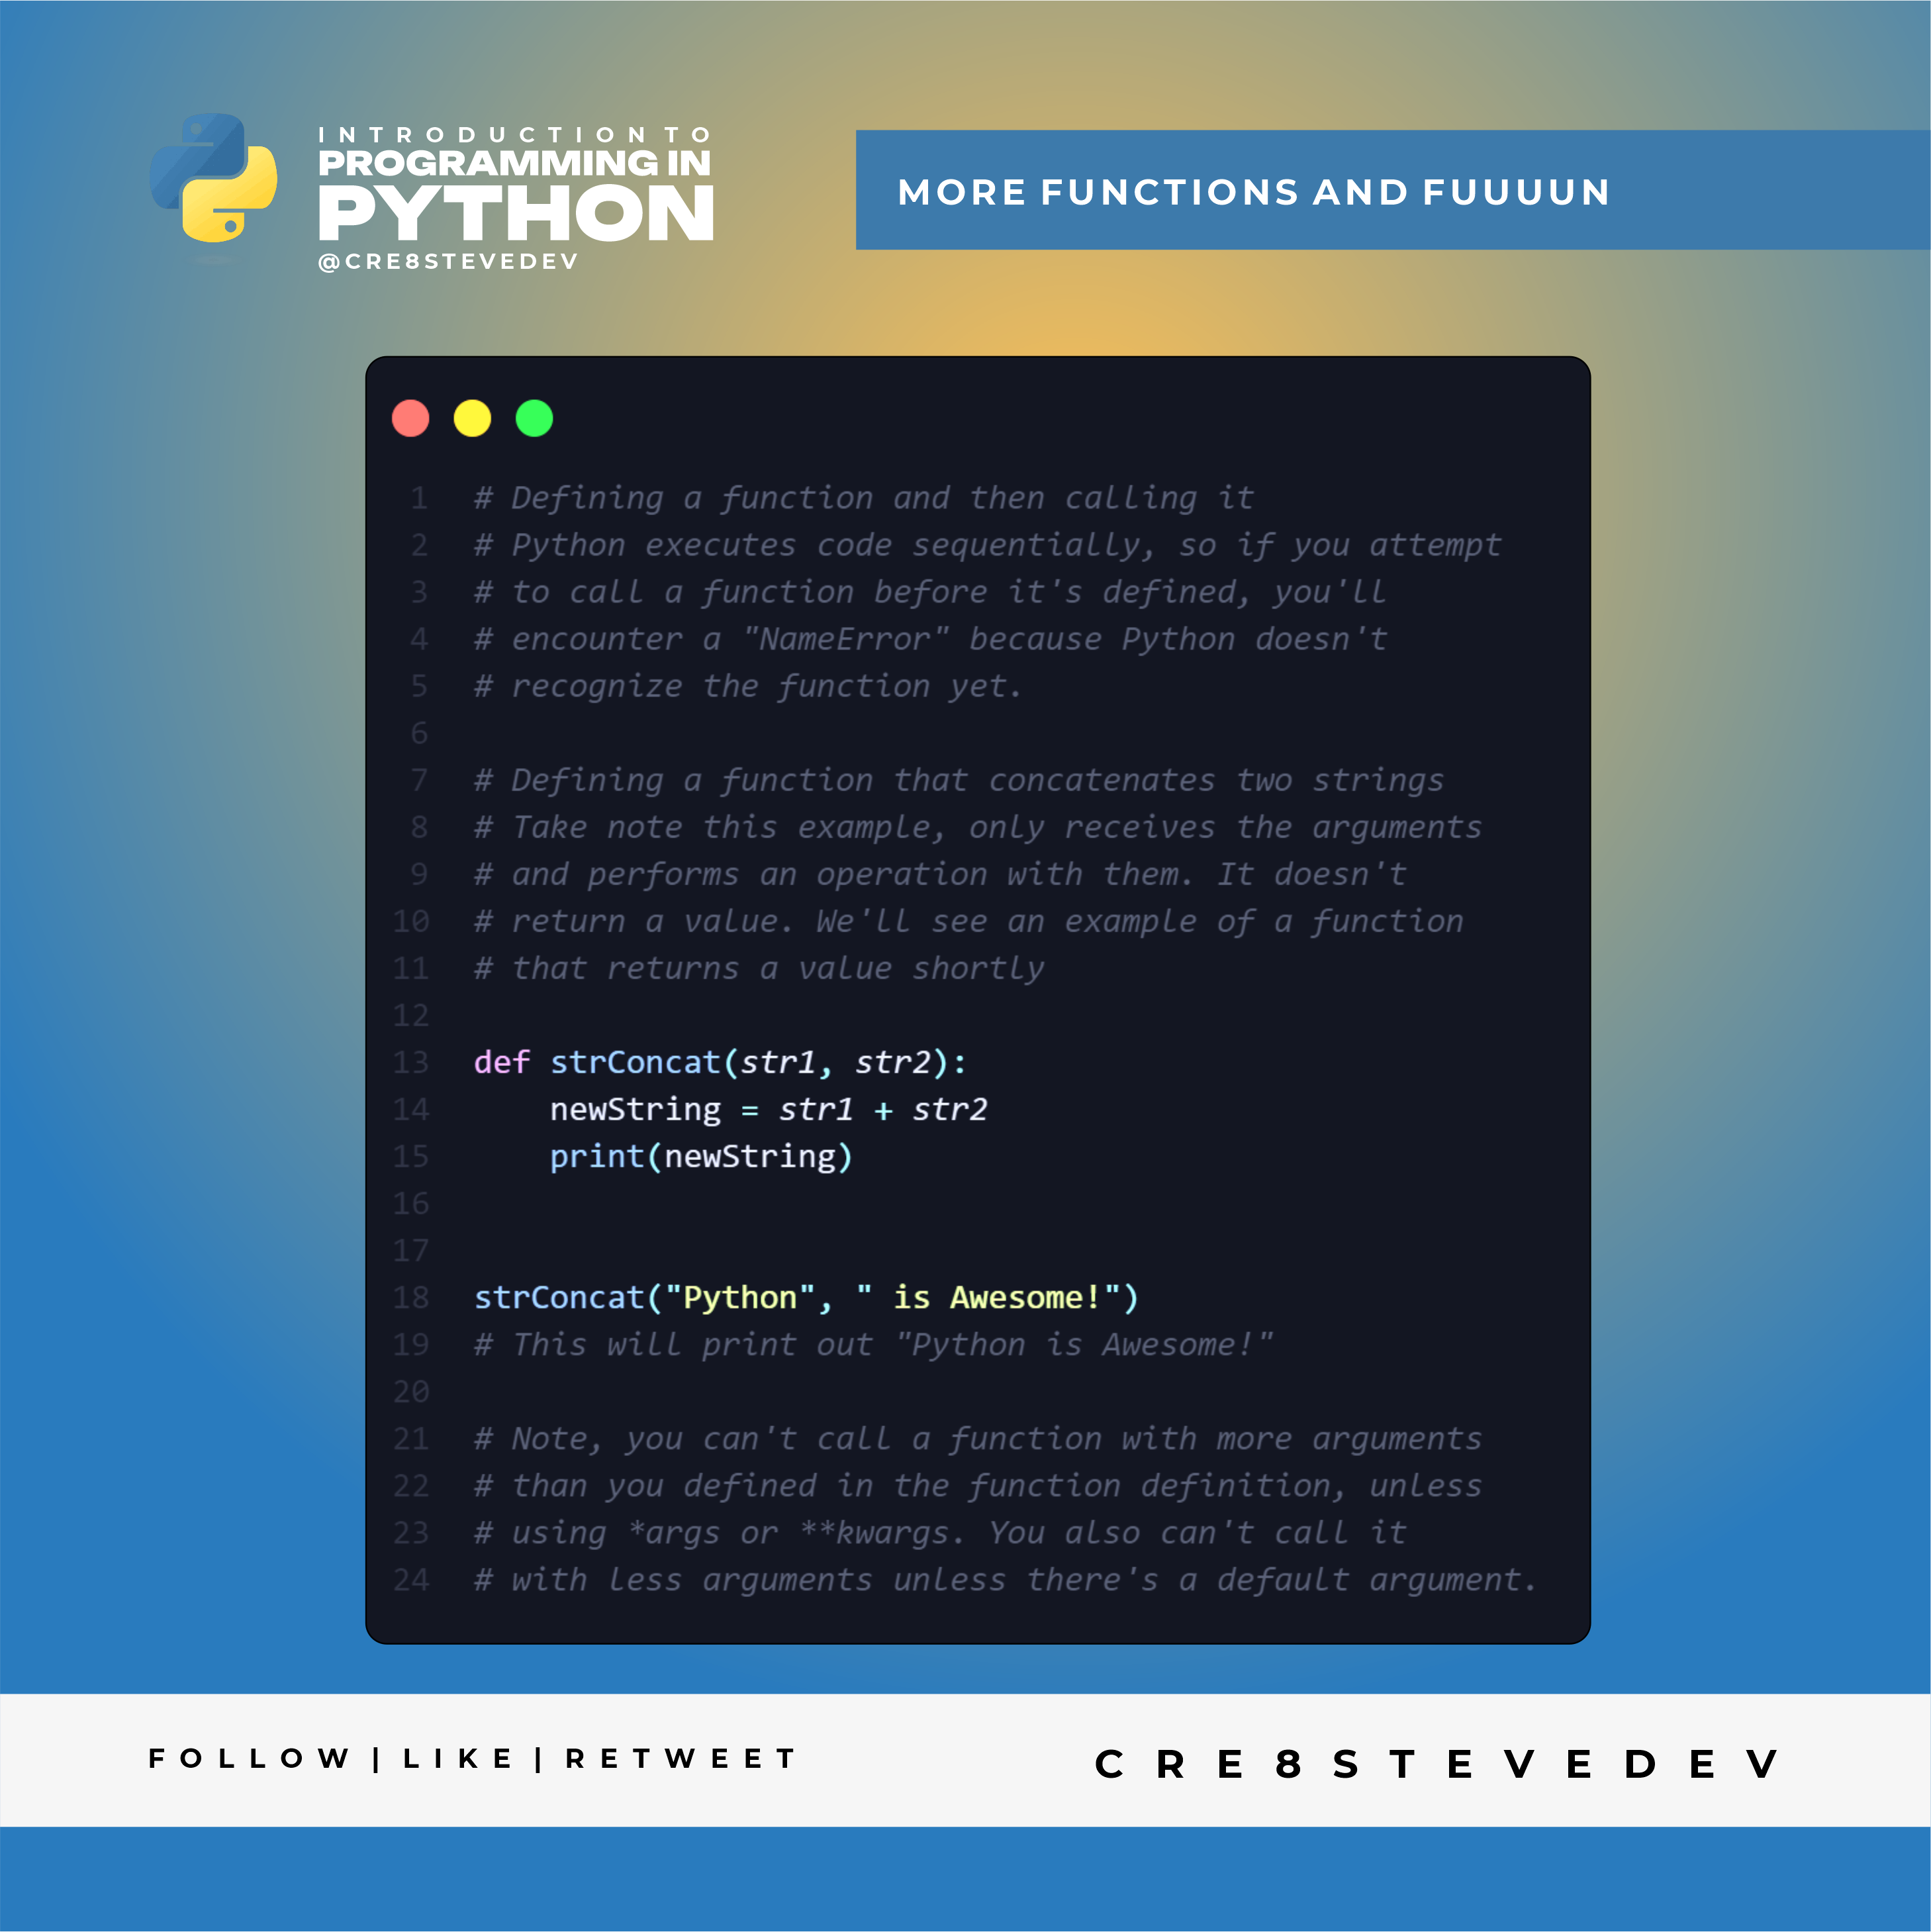 INTRODUCTION TO
PROGRAMMING IN
PYTHON
@CRE8STEVEDEV
MORE FUNCTIONS AND FUUUUN
1 # Defining a function and then calling it
2 # Python executes code sequentially, so if you attempt
3 # to call a function before it's defined, you'll
4 # encounter a "NameError" because Python doesn't
5 # recognize the function yet.
6
7 # Defining a function that concatenates two strings
8 # Take note this example, only receives the arguments
9 # and performs an operation with them. It doesn't
10 # return a value. We'll see an example of a function
11 # that returns a value shortly
12
13 def strConcat(str1, str2):
14     newString = str1 + str2
15     print(newString)
16
17
18 strConcat("Python", " is Awesome!")
19 # This will print out "Python is Awesome!"
20
21 # Note, you can't call a function with more arguments
22 # than you defined in the function definition, unless
23 # using *args or **kwargs. You also can't call it
24 # with less arguments unless there's a default argument.
FOLLOW | LIKE | RETWEET
CRE8STEVEDEV